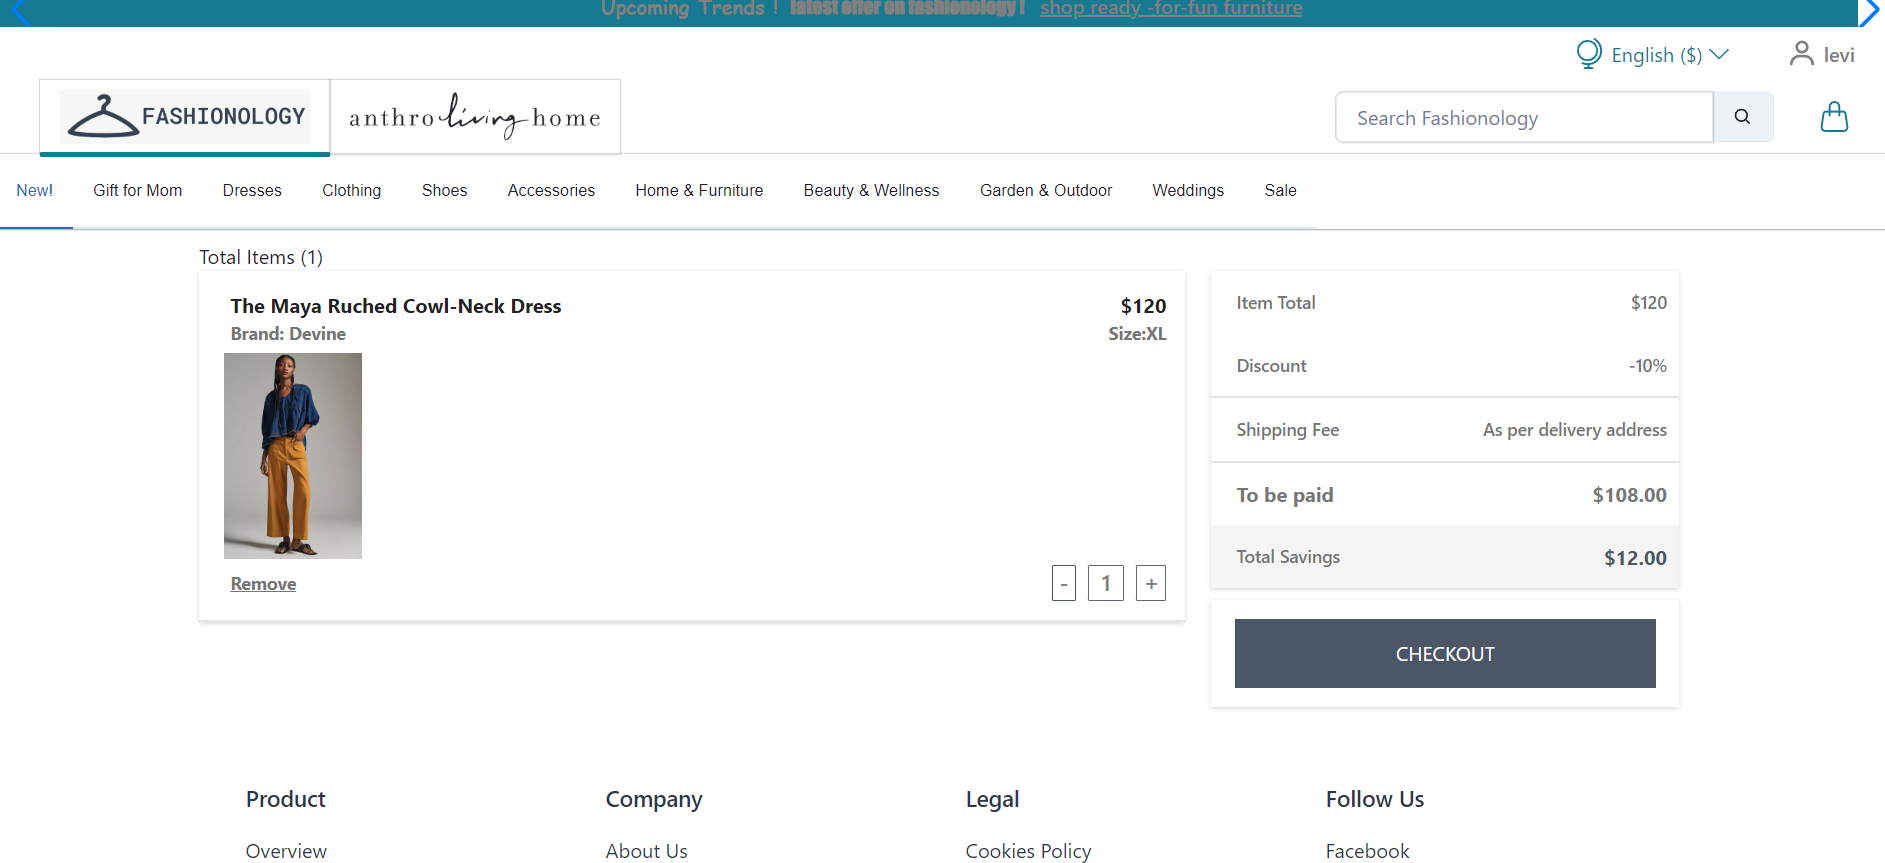 Upcoming Trends ! latest offer on fashionology ! shop ready -for-fun furniture
English ($) levi
FASHIONOLOGY anthro living home Search Fashionology
New! Gift for Mom Dresses Clothing Shoes Accessories Home & Furniture Beauty & Wellness Garden & Outdoor Weddings Sale
Total Items (1)
The Maya Ruched Cowl-Neck Dress $120
Brand: Devine Size:XL
Remove - 1 +
Item Total $120
Discount -10%
Shipping Fee As per delivery address
To be paid $108.00
Total Savings $12.00
CHECKOUT
Product Company Legal Follow Us
Overview About Us Cookies Policy Facebook